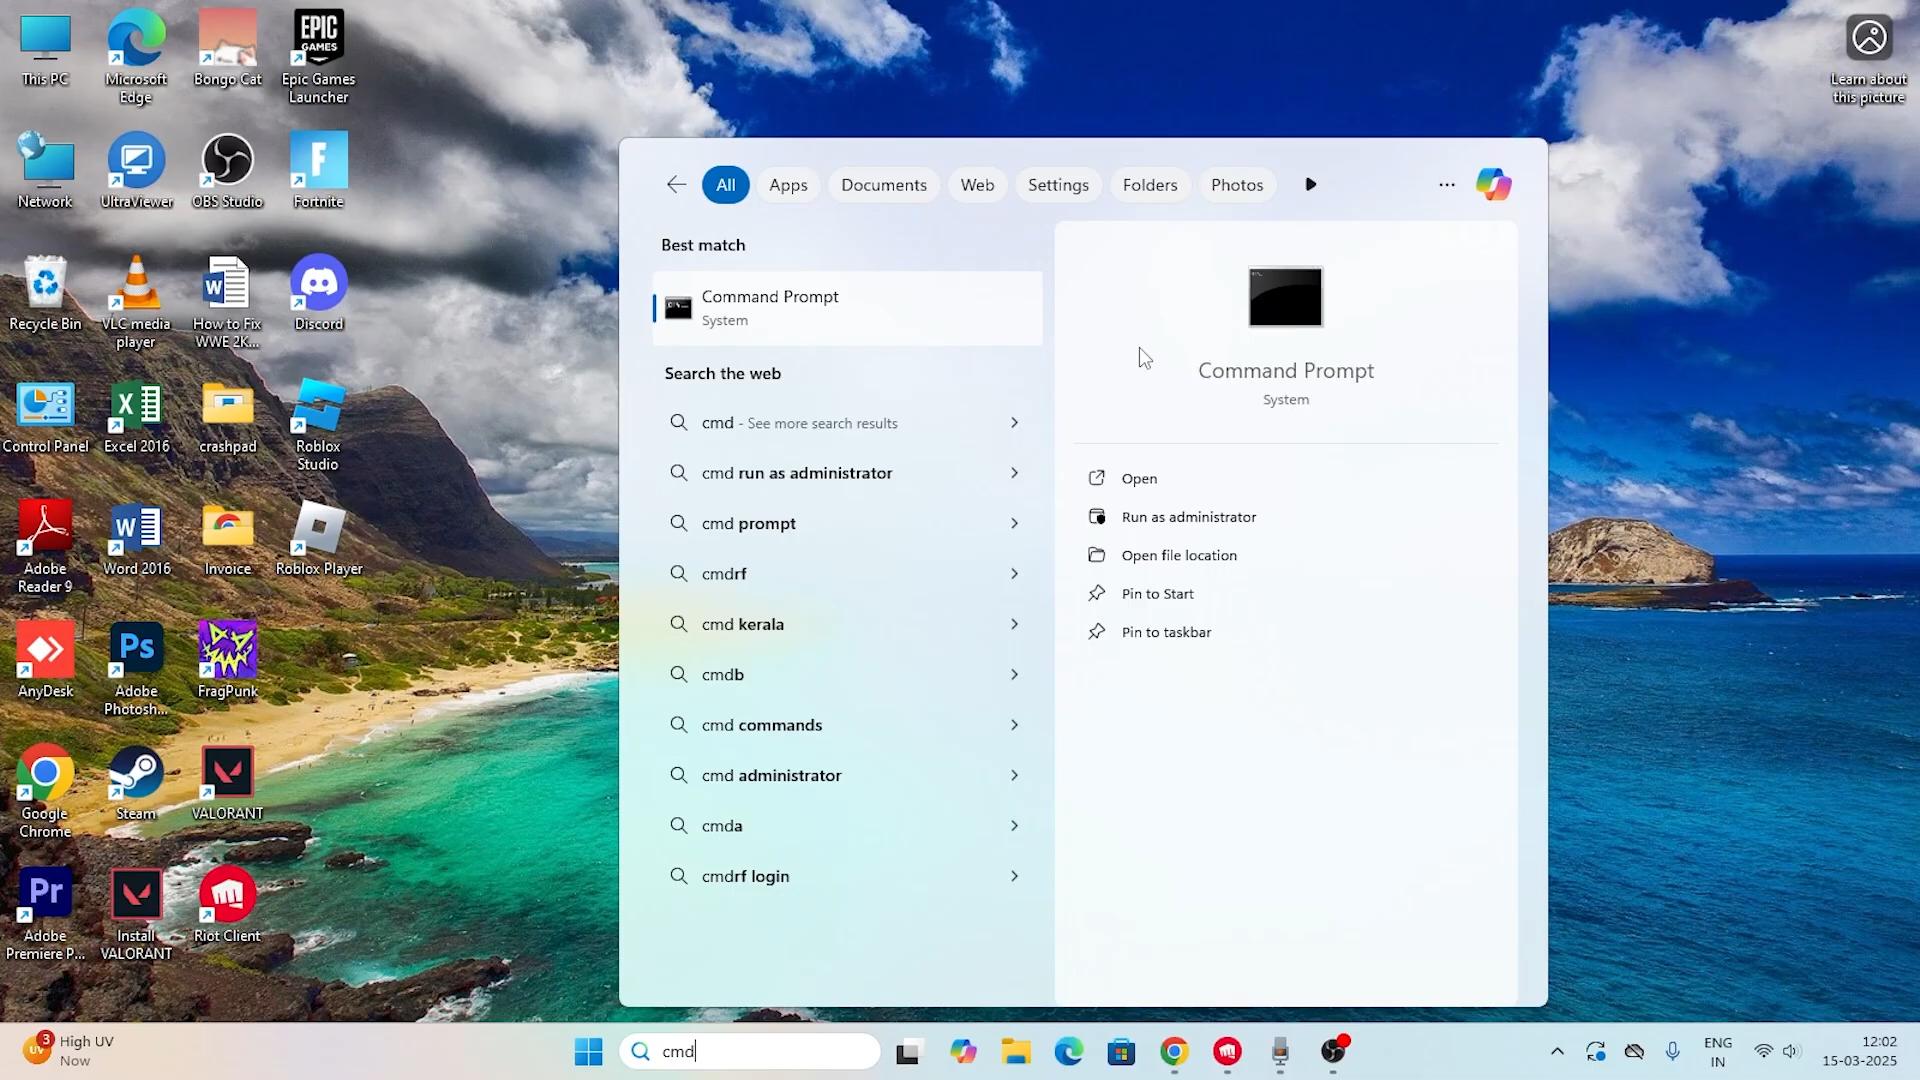 This PC
Microsoft
Edge
Bongo Cat
EPIC
GAMES
Epic Games
Launcher
Learn about
this picture
Network
UltraViewer
OBS Studio
F
Fortnite
Recycle Bin
VLC media
player
W
How to Fix
WWE 2K...
Discord
Control Panel
X
Excel 2016
crashpad
Roblox
Studio
Adobe
Reader 9
W
Word 2016
Invoice
Roblox Player
AnyDesk
Ps
Adobe
Photosh...
FragPunk
Google
Chrome
Steam
VALORANT
Pr
Adobe
Premiere P...
Install
VALORANT
Riot Client
All
Apps
Documents
Web
Settings
Folders
Photos
...
Best match
Command Prompt
System
Search the web
cmd - See more search results
cmd run as administrator
cmd prompt
cmdrf
cmd kerala
cmdb
cmd commands
cmd administrator
cmda
cmdrf login
Command Prompt
System
Open
Run as administrator
Open file location
Pin to Start
Pin to taskbar
3
UV
High UV
Now
cmd
ENG
IN
12:02
15-03-2025